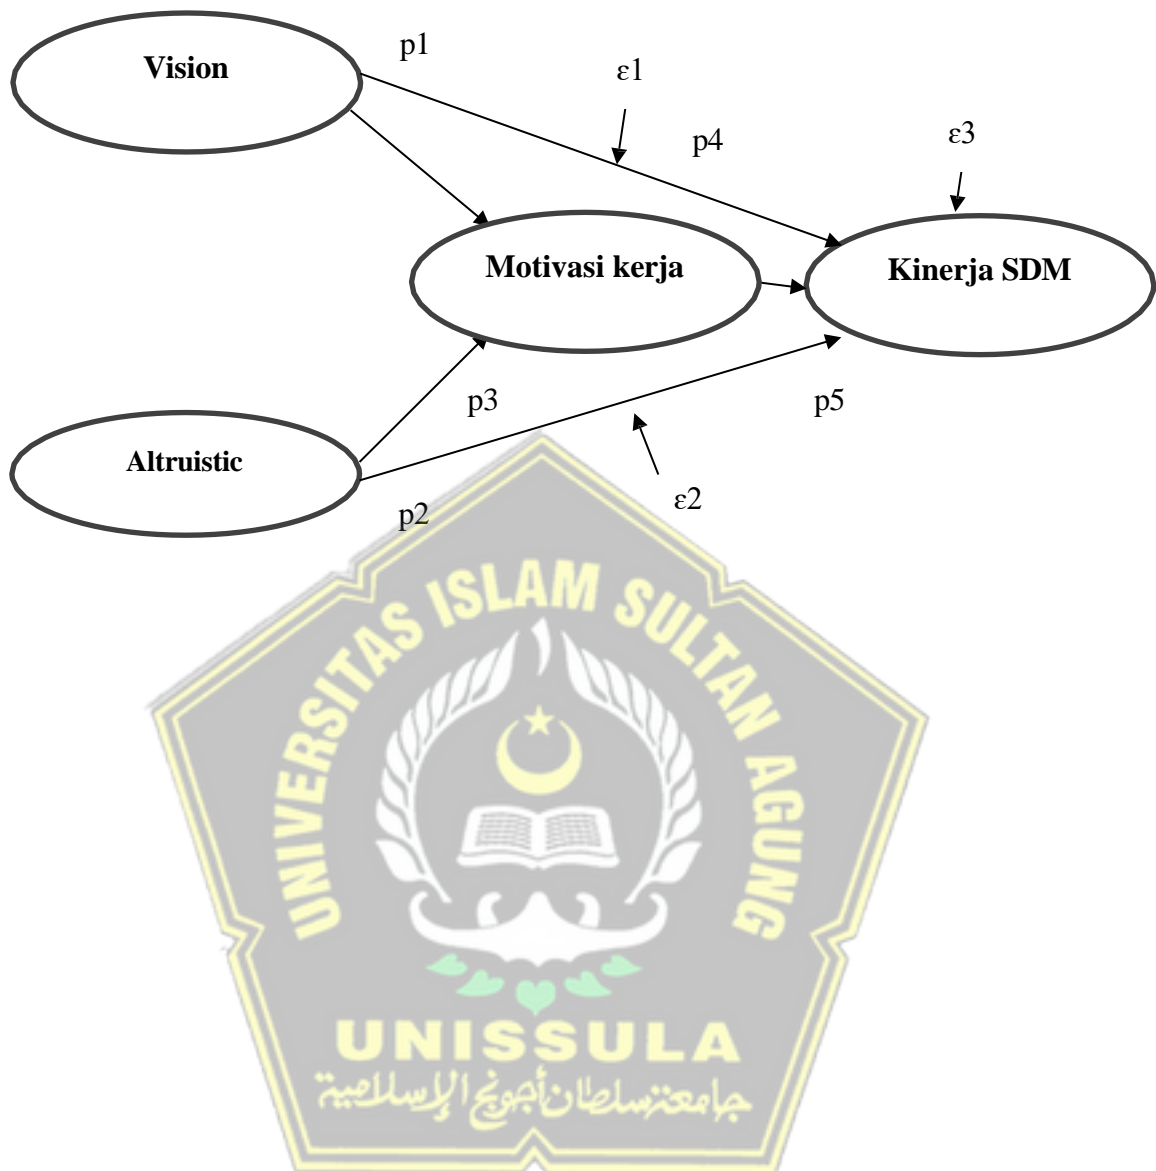 p1
Vision
ε1
p4
ε3
Motivasi kerja
Kinerja SDM
p3
p5
Altruistic
ε2
p2
UNIVERSITAS ISLAM SULTAN AGUNG
UNISSULA
جامعة سلطان أجونج الإسلامية